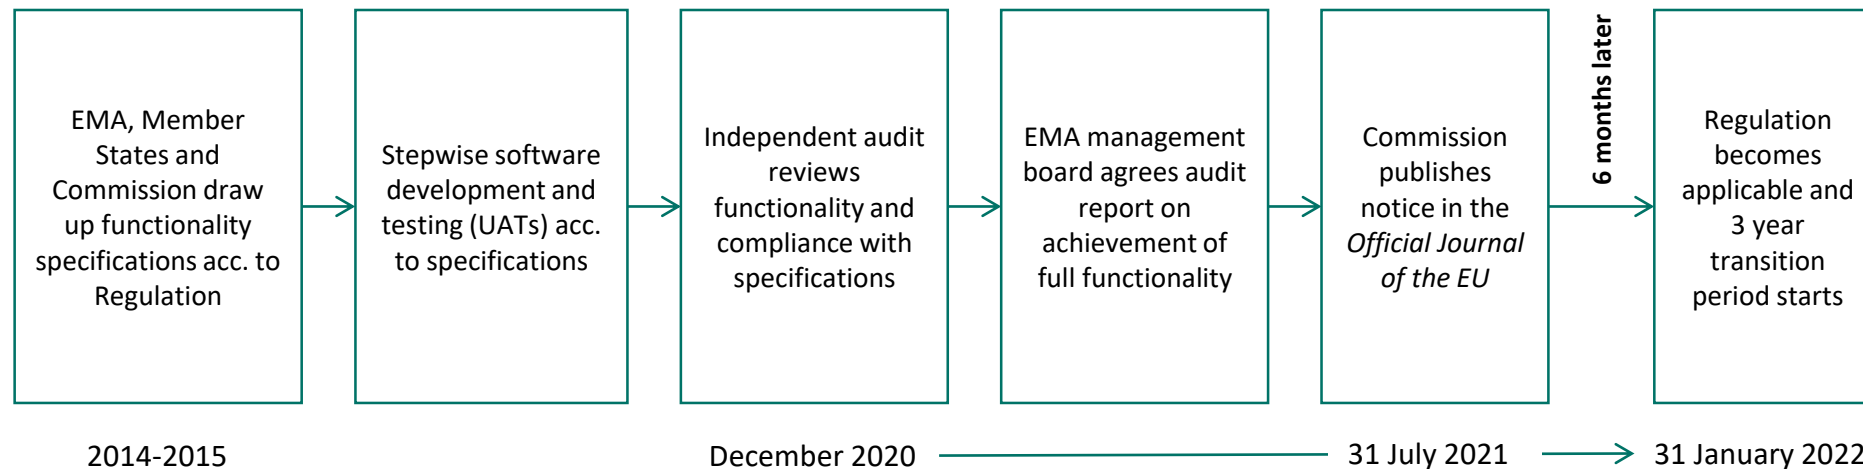 EMA, Member
States and
Commission draw
up functionality
specifications acc. to
Regulation
Stepwise software
development and
testing (UATs) acc.
to specifications
Independent audit
reviews
functionality and
compliance with
specifications
EMA management
board agrees audit
report on
achievement of
full functionality
Commission
publishes
notice in the
Official Journal
of the EU
6 months later
Regulation
becomes
applicable and
3 year
transition
period starts
2014-2015
December 2020
31 July 2021
31 January 2022